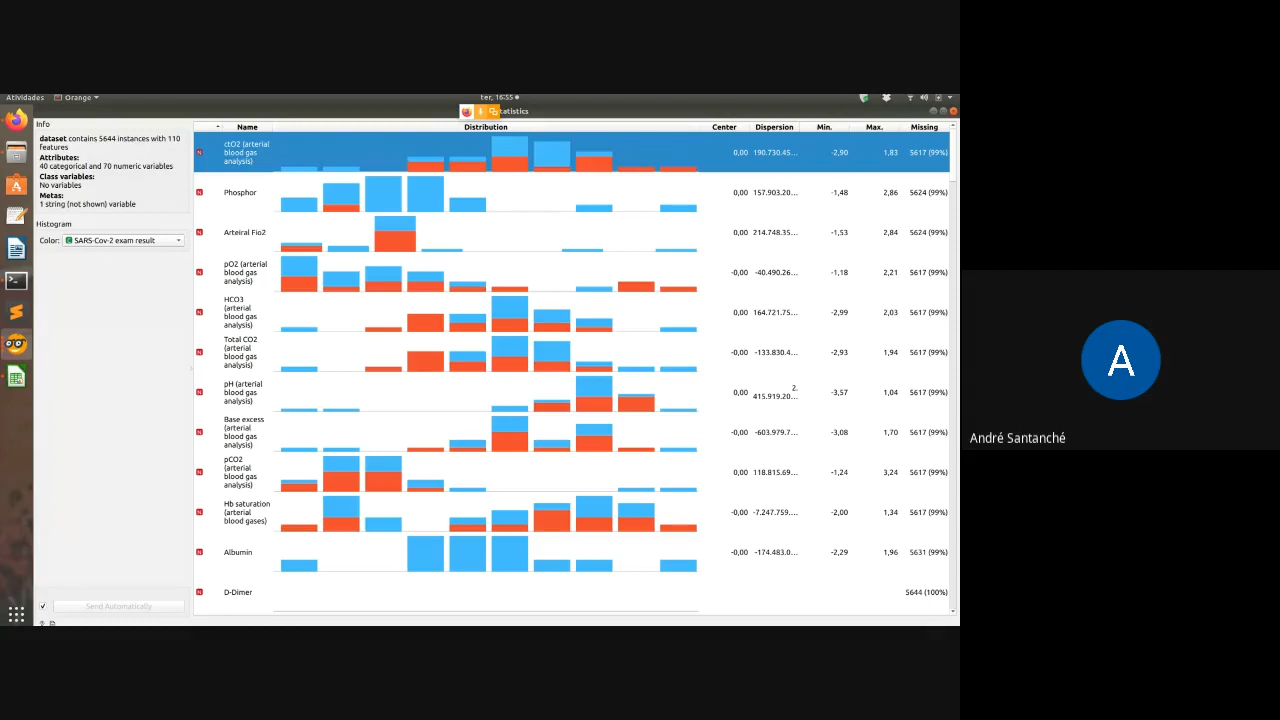 Atividades
Orange
ter, 16:55
tatistics
Info
dataset contains 5644 instances with 110
features
Attributes:
40 categorical and 70 numeric variables
Class variables:
No variables
Metas:
1 string (not shown) variable
Histogram
Color: SARS-Cov-2 exam result
Send Automatically
Name Distribution Center Dispersion Min. Max. Missing
ctO2 (arterial
blood gas
analysis)
0,00 190.730.45... -2,90 1,83 5617 (99%)
Phosphor 0,00 157.903.20... -1,48 2,86 5624 (99%)
Arteiral Fio2 0,00 214.748.35... -1,53 2,84 5624 (99%)
pO2 (arterial
blood gas
analysis)
-0,00 -40.490.26... -1,18 2,21 5617 (99%)
HCO3
(arterial
blood gas
analysis)
0,00 164.721.75... -2,99 2,03 5617 (99%)
Total CO2
(arterial
blood gas
analysis)
-0,00 -133.830.4... -2,93 1,94 5617 (99%)
pH (arterial
blood gas
analysis)
0,00 2.
415.919.20... -3,57 1,04 5617 (99%)
Base excess
(arterial
blood gas
analysis)
-0,00 -603.979.7... -3,08 1,70 5617 (99%)
pCO2
(arterial
blood gas
analysis)
0,00 118.815.69... -1,24 3,24 5617 (99%)
Hb saturation
(arterial
blood gases)
-0,00 -7.247.759.... -2,00 1,34 5617 (99%)
Albumin -0,00 -174.483.0... -2,29 1,96 5631 (99%)
D-Dimer 5644 (100%)
A
André Santanché